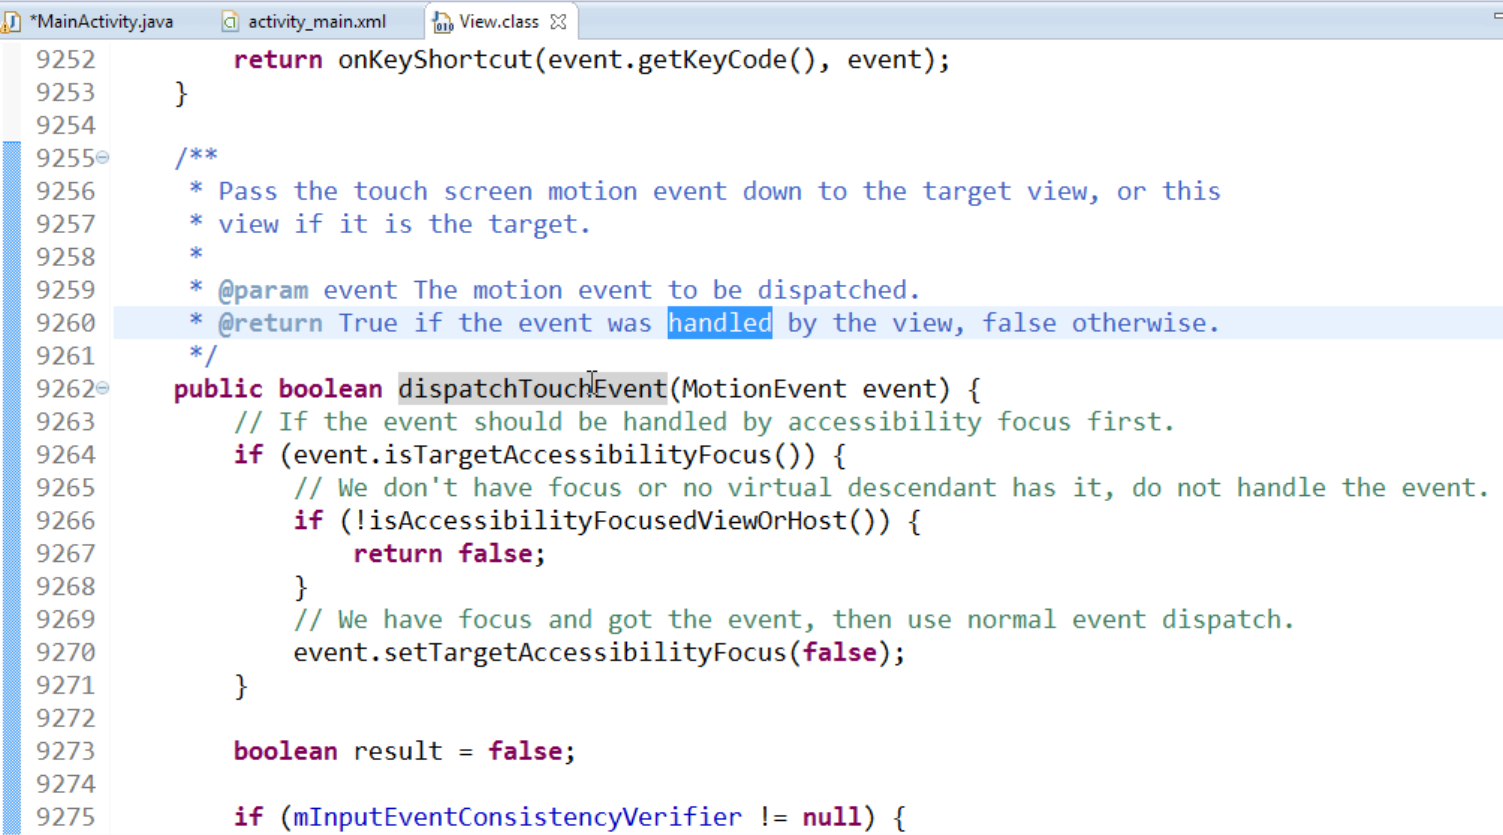 *MainActivity.java activity_main.xml View.class
9252 return onKeyShortcut(event.getKeyCode(), event);
9253 }
9254
9255 /**
9256 * Pass the touch screen motion event down to the target view, or this
9257 * view if it is the target.
9258 *
9259 * @param event The motion event to be dispatched.
9260 * @return True if the event was handled by the view, false otherwise.
9261 */
9262 public boolean dispatchTouchEvent(MotionEvent event) {
9263 // If the event should be handled by accessibility focus first.
9264 if (event.isTargetAccessibilityFocus()) {
9265 // We don't have focus or no virtual descendant has it, do not handle the event.
9266 if (!isAccessibilityFocusedViewOrHost()) {
9267 return false;
9268 }
9269 // We have focus and got the event, then use normal event dispatch.
9270 event.setTargetAccessibilityFocus(false);
9271 }
9272
9273 boolean result = false;
9274
9275 if (mInputEventConsistencyVerifier != null) {